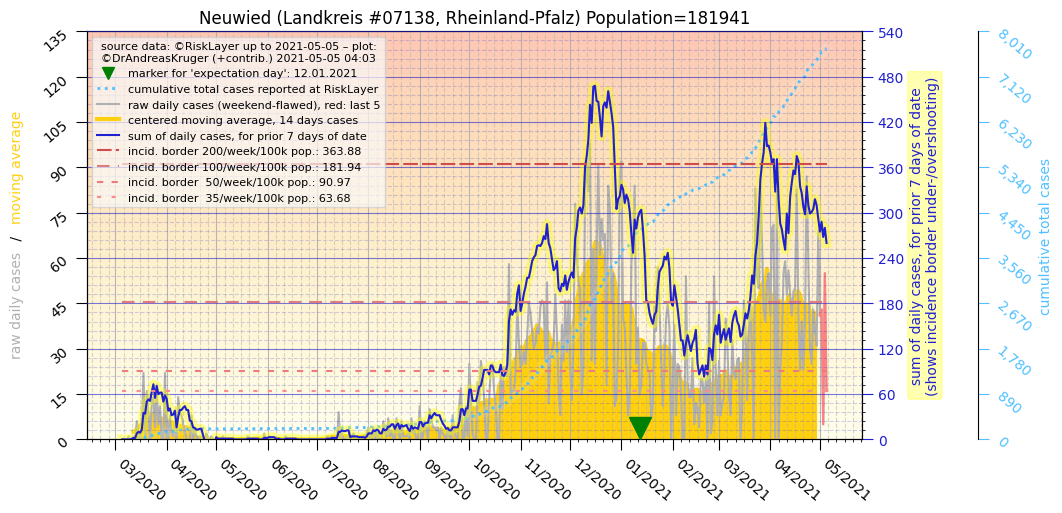 Neuwied (Landkreis #07138, Rheinland-Pfalz) Population=181941
source data: ©RiskLayer up to 2021-05-05 – plot:
©DrAndreasKruger (+contrib.) 2021-05-05 04:03
marker for 'expectation day': 12.01.2021
cumulative total cases reported at RiskLayer
raw daily cases (weekend-flawed), red: last 5
centered moving average, 14 days cases
sum of daily cases, for prior 7 days of date
incid. border 200/week/100k pop.: 363.88
incid. border 100/week/100k pop.: 181.94
incid. border  50/week/100k pop.: 90.97
incid. border  35/week/100k pop.: 63.68
raw daily cases  /  moving average
135
120
105
90
75
60
45
30
15
0
03/2020
04/2020
05/2020
06/2020
07/2020
08/2020
09/2020
10/2020
11/2020
12/2020
01/2021
02/2021
03/2021
04/2021
05/2021
540
480
420
360
300
240
180
120
60
0
sum of daily cases, for prior 7 days of date
(shows incidence border under-/overshooting)
8,010
7,120
6,230
5,340
4,450
3,560
2,670
1,780
890
0
cumulative total cases